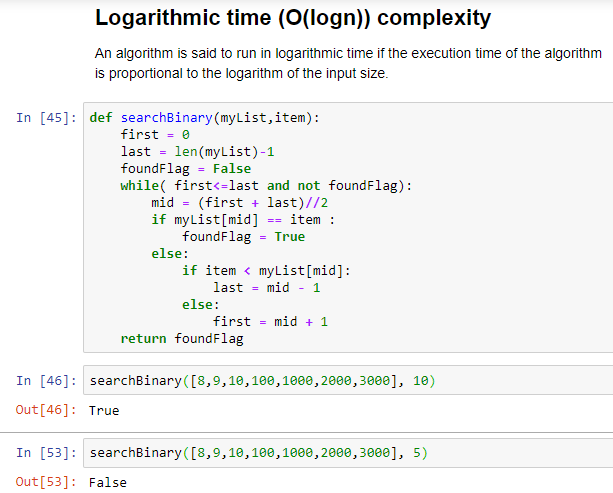 Logarithmic time (O(logn)) complexity
An algorithm is said to run in logarithmic time if the execution time of the algorithm
is proportional to the logarithm of the input size.
In [45]: def searchBinary(myList,item):
    first = 0
    last = len(myList)-1
    foundFlag = False
    while( first<=last and not foundFlag):
        mid = (first + last)//2
        if myList[mid] == item :
            foundFlag = True
        else:
            if item < myList[mid]:
                last = mid - 1
            else:
                first = mid + 1
    return foundFlag
In [46]: searchBinary([8,9,10,100,1000,2000,3000], 10)
Out[46]: True
In [53]: searchBinary([8,9,10,100,1000,2000,3000], 5)
Out[53]: False